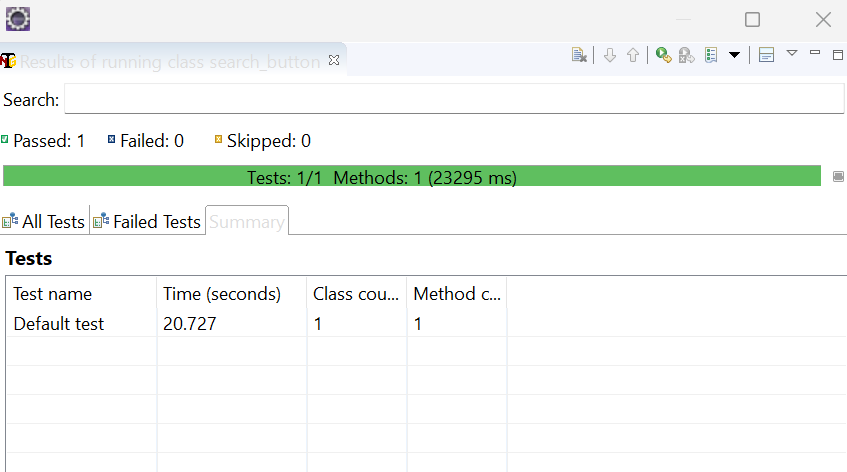 Results of running class search_button
Search:
Passed: 1 Failed: 0 Skipped: 0
Tests: 1/1 Methods: 1 (23295 ms)
All Tests Failed Tests Summary
Tests
Test name Time (seconds) Class cou... Method c...
Default test 20.727 1 1